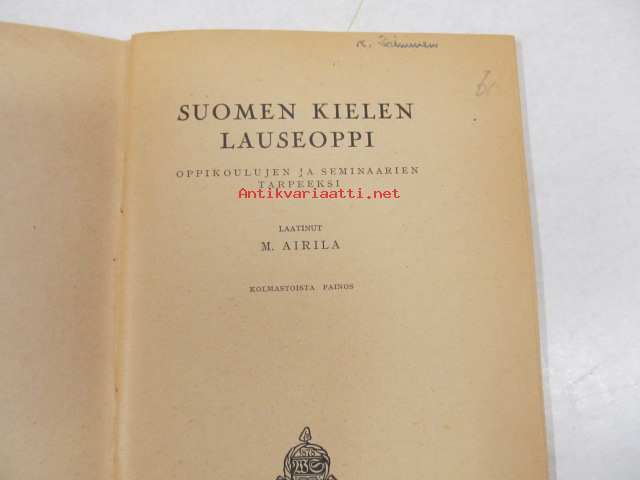 SUOMEN KIELEN
LAUSEOPPI
OPPIKOULUJEN JA SEMINAARIEN
TARPEEKSI
Antikvariaatti.net
LAATINUT
M. AIRILA
KOLMASTOISTA PAINOS